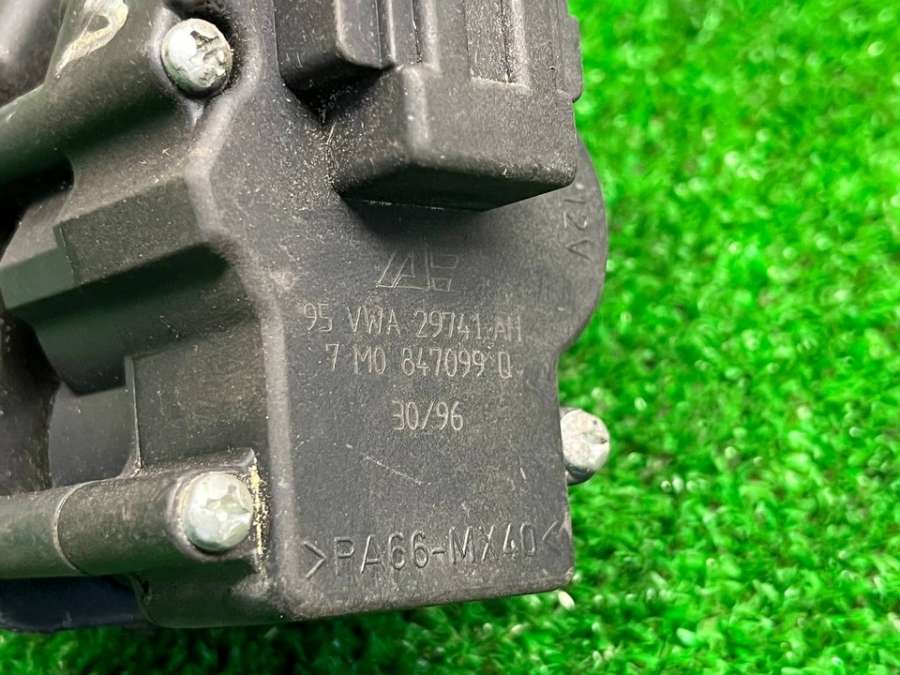 12V
95 VWA 29741 AH
7 M0 847099 Q
30/96
>PA66-MX40<